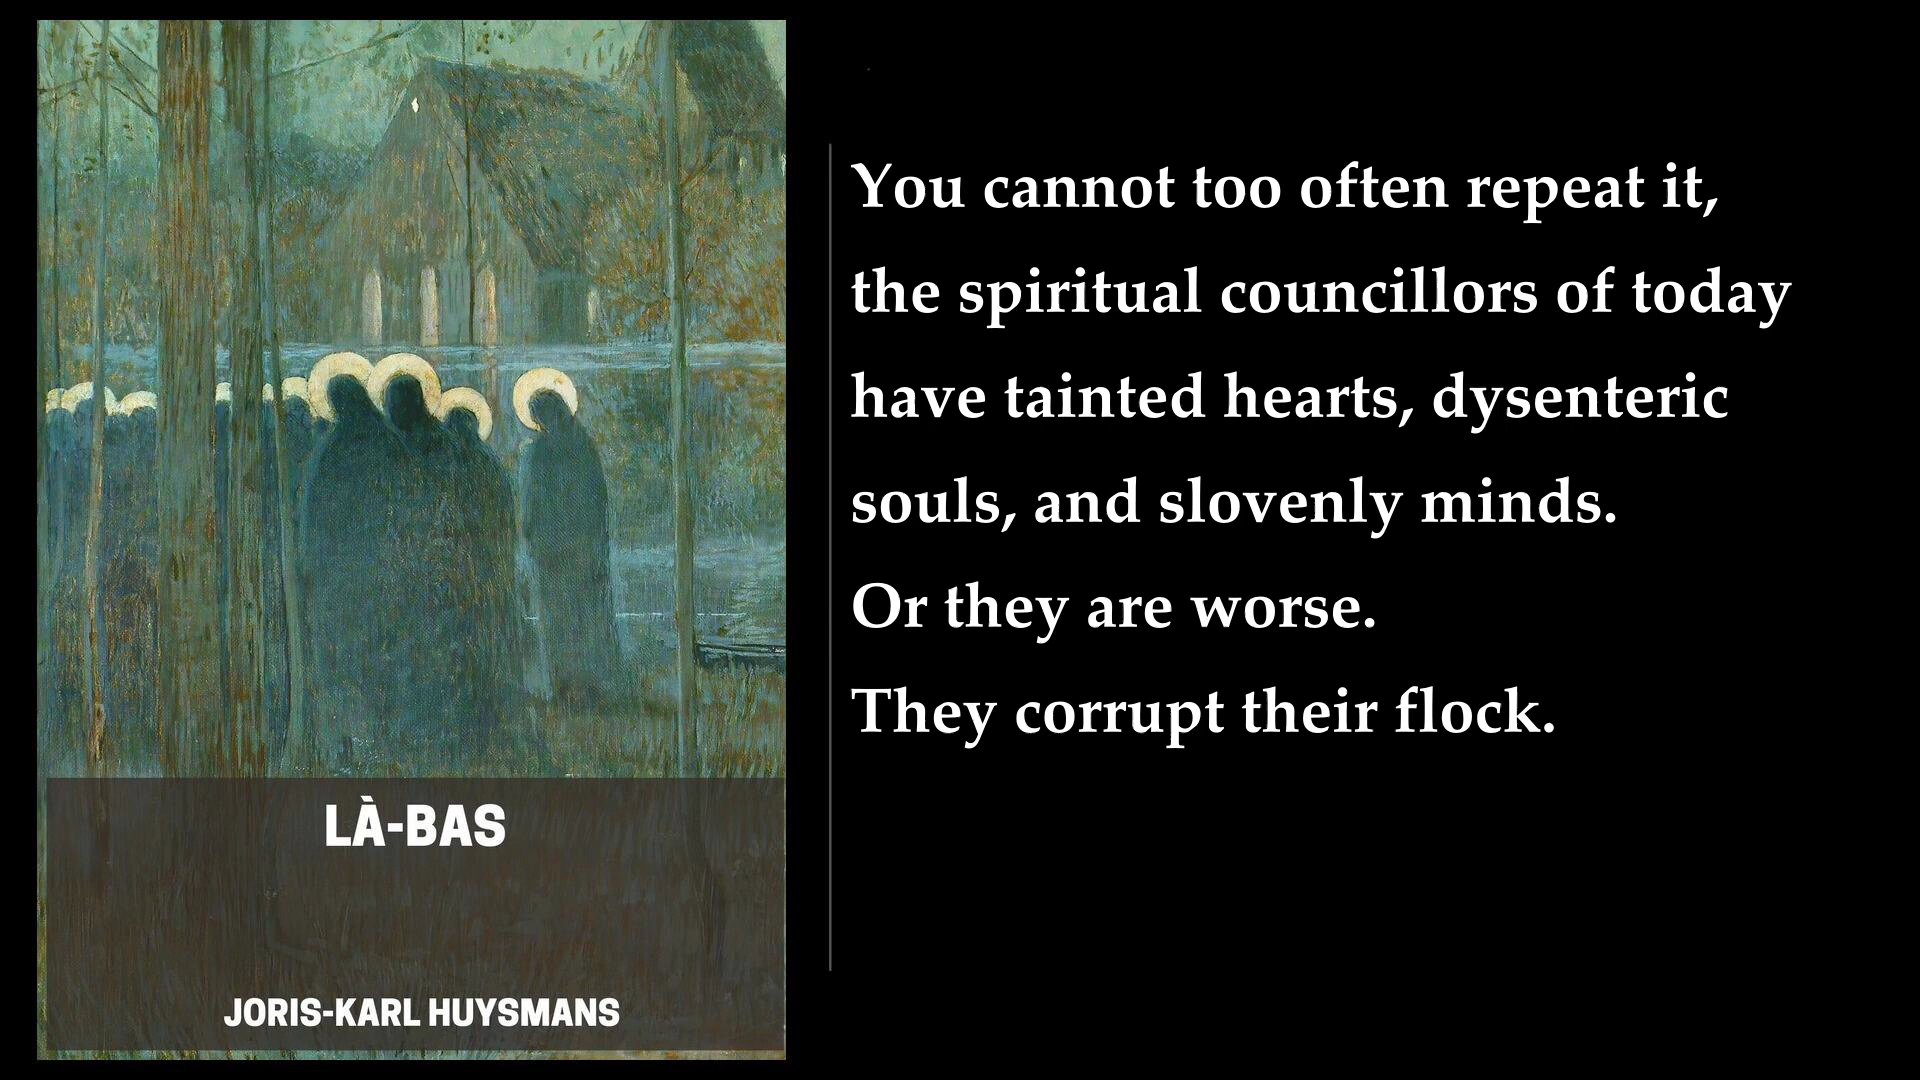 You cannot too often repeat it,
the spiritual councillors of today
have tainted hearts, dysenteric
souls, and slovenly minds.
Or they are worse.
They corrupt their flock.
LÀ-BAS
JORIS-KARL HUYSMANS